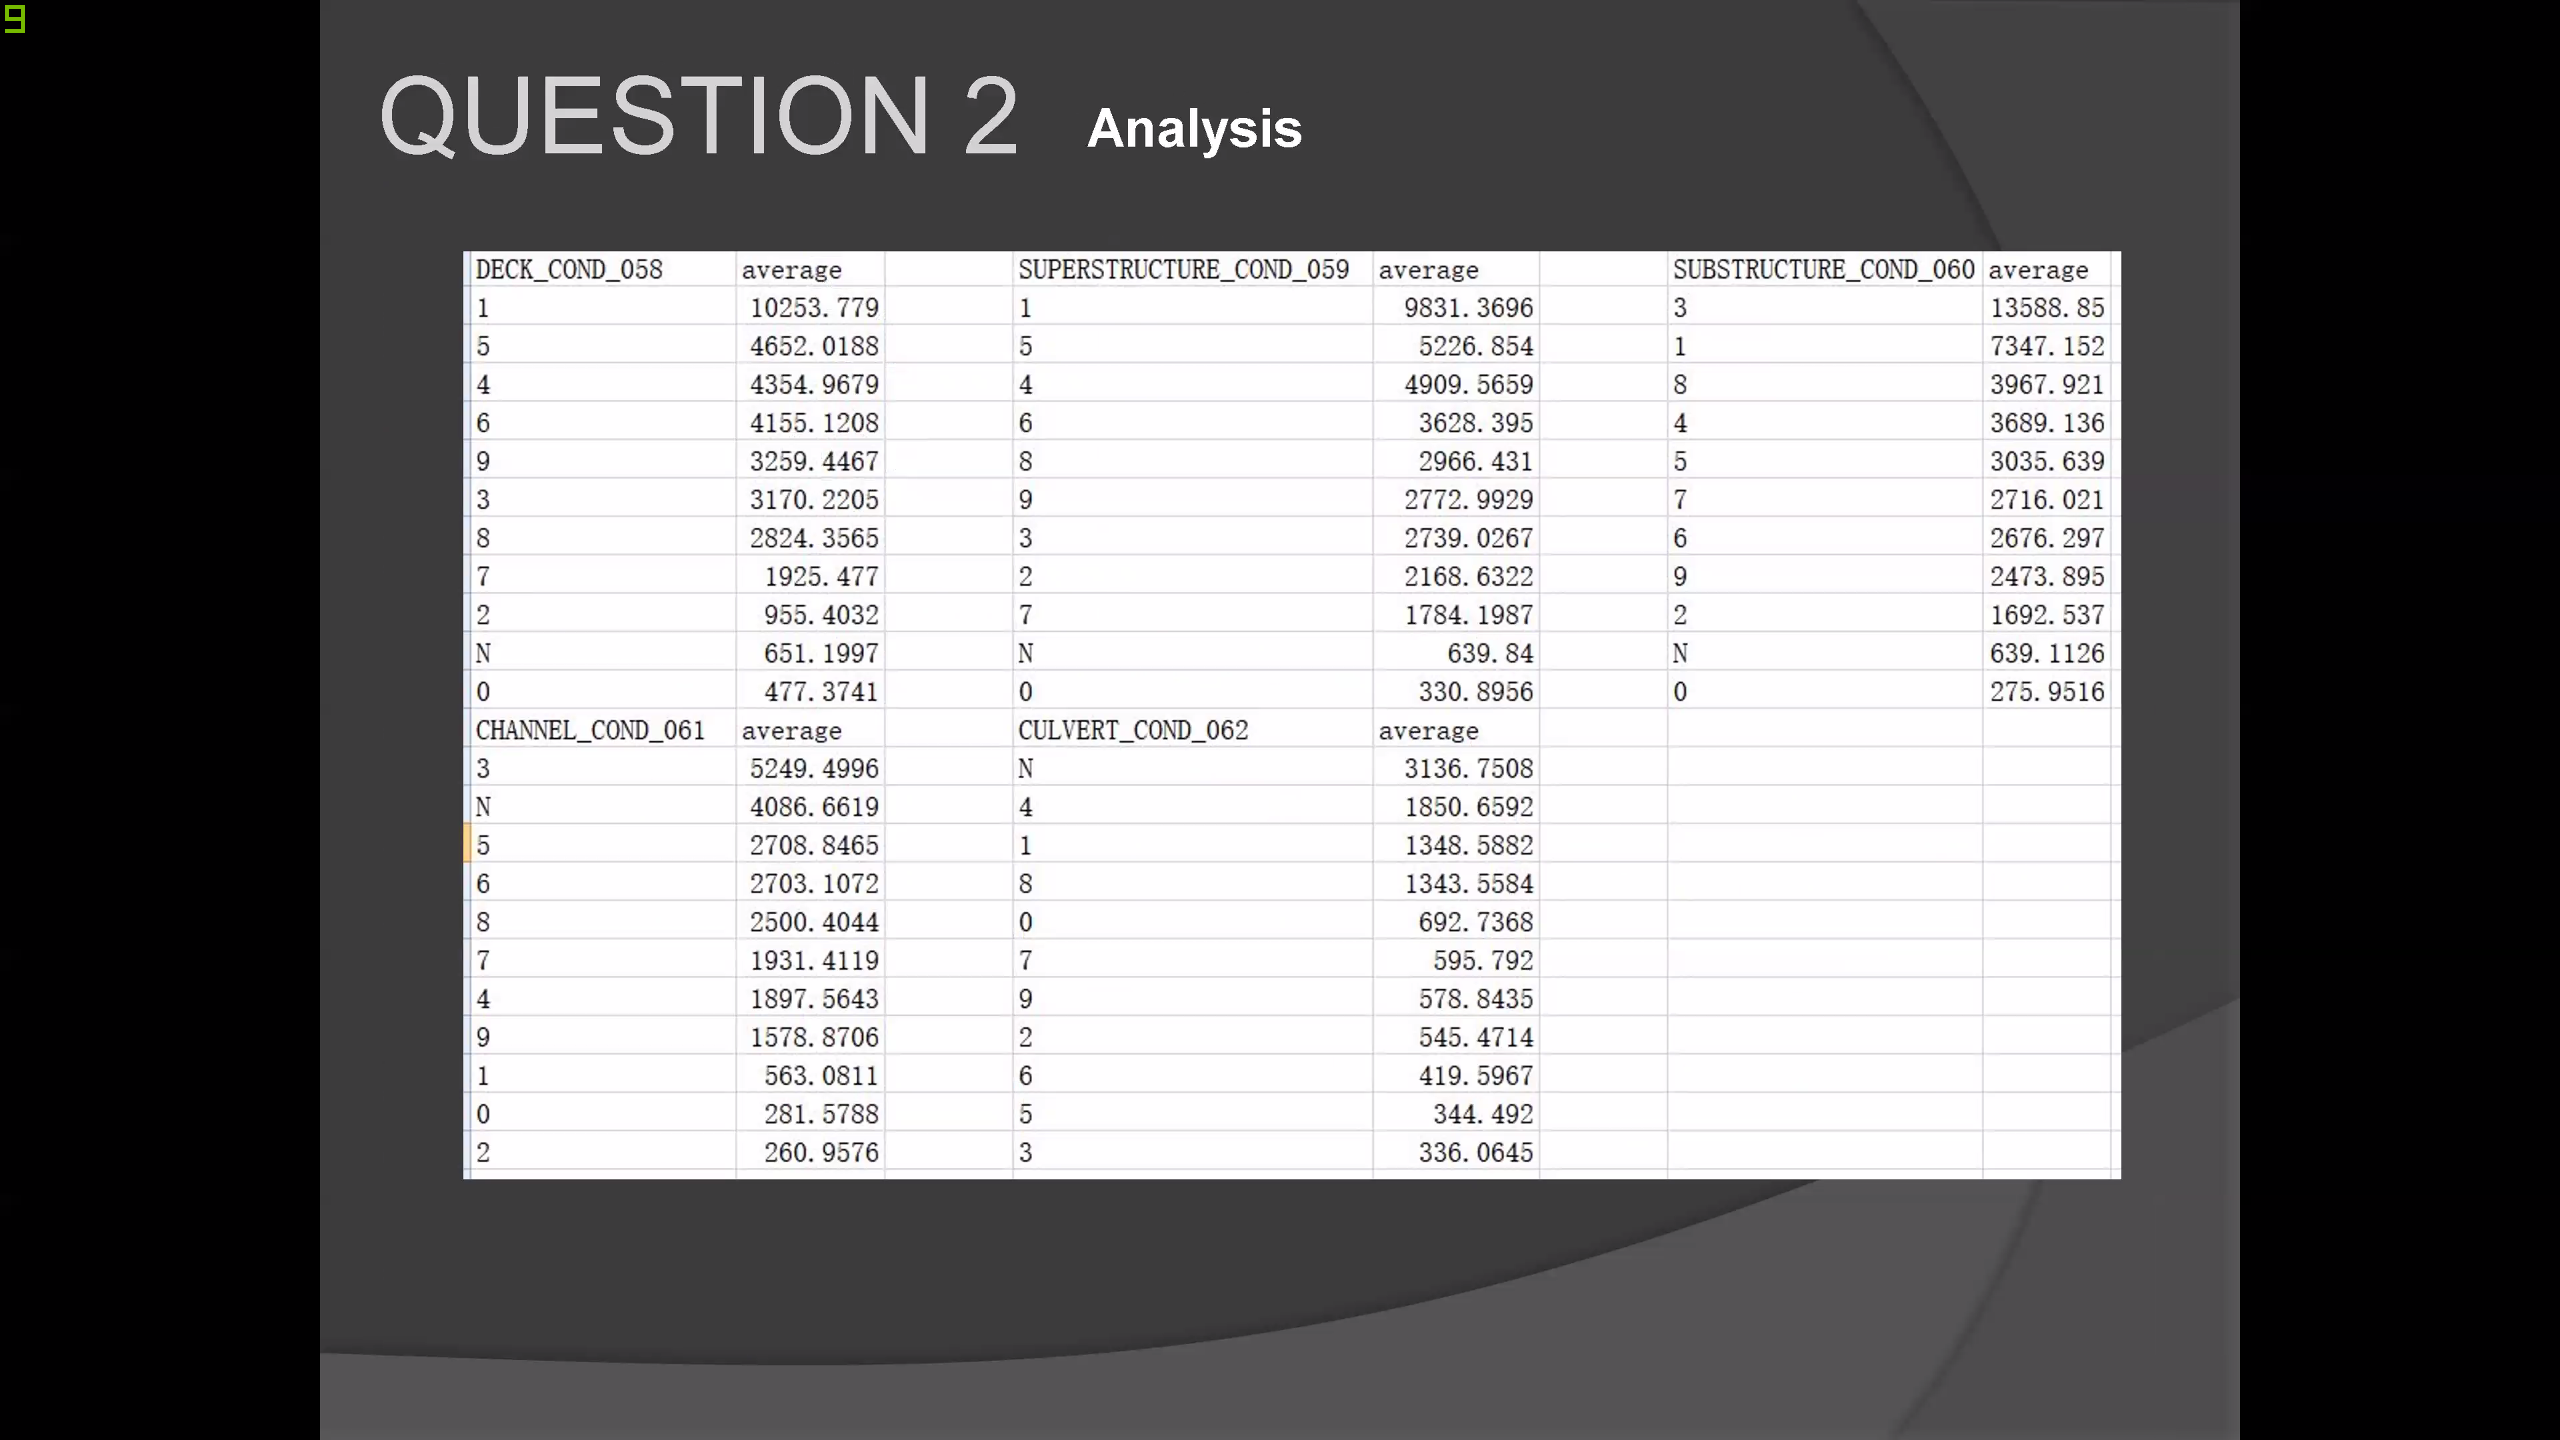 9
QUESTION 2 Analysis
DECK_COND_058 average SUPERSTRUCTURE_COND_059 average SUBSTRUCTURE_COND_060 average
1 10253.779 1 9831.3696 3 13588.85
5 4652.0188 5 5226.854 1 7347.152
4 4354.9679 4 4909.5659 8 3967.921
6 4155.1208 6 3628.395 4 3689.136
9 3259.4467 8 2966.431 5 3035.639
3 3170.2205 9 2772.9929 7 2716.021
8 2824.3565 3 2739.0267 6 2676.297
7 1925.477 2 2168.6322 9 2473.895
2 955.4032 7 1784.1987 2 1692.537
N 651.1997 N 639.84 N 639.1126
0 477.3741 0 330.8956 0 275.9516
CHANNEL_COND_061 average CULVERT_COND_062 average
3 5249.4996 N 3136.7508
N 4086.6619 4 1850.6592
5 2708.8465 1 1348.5882
6 2703.1072 8 1343.5584
8 2500.4044 0 692.7368
7 1931.4119 7 595.792
4 1897.5643 9 578.8435
9 1578.8706 2 545.4714
1 563.0811 6 419.5967
0 281.5788 5 344.492
2 260.9576 3 336.0645